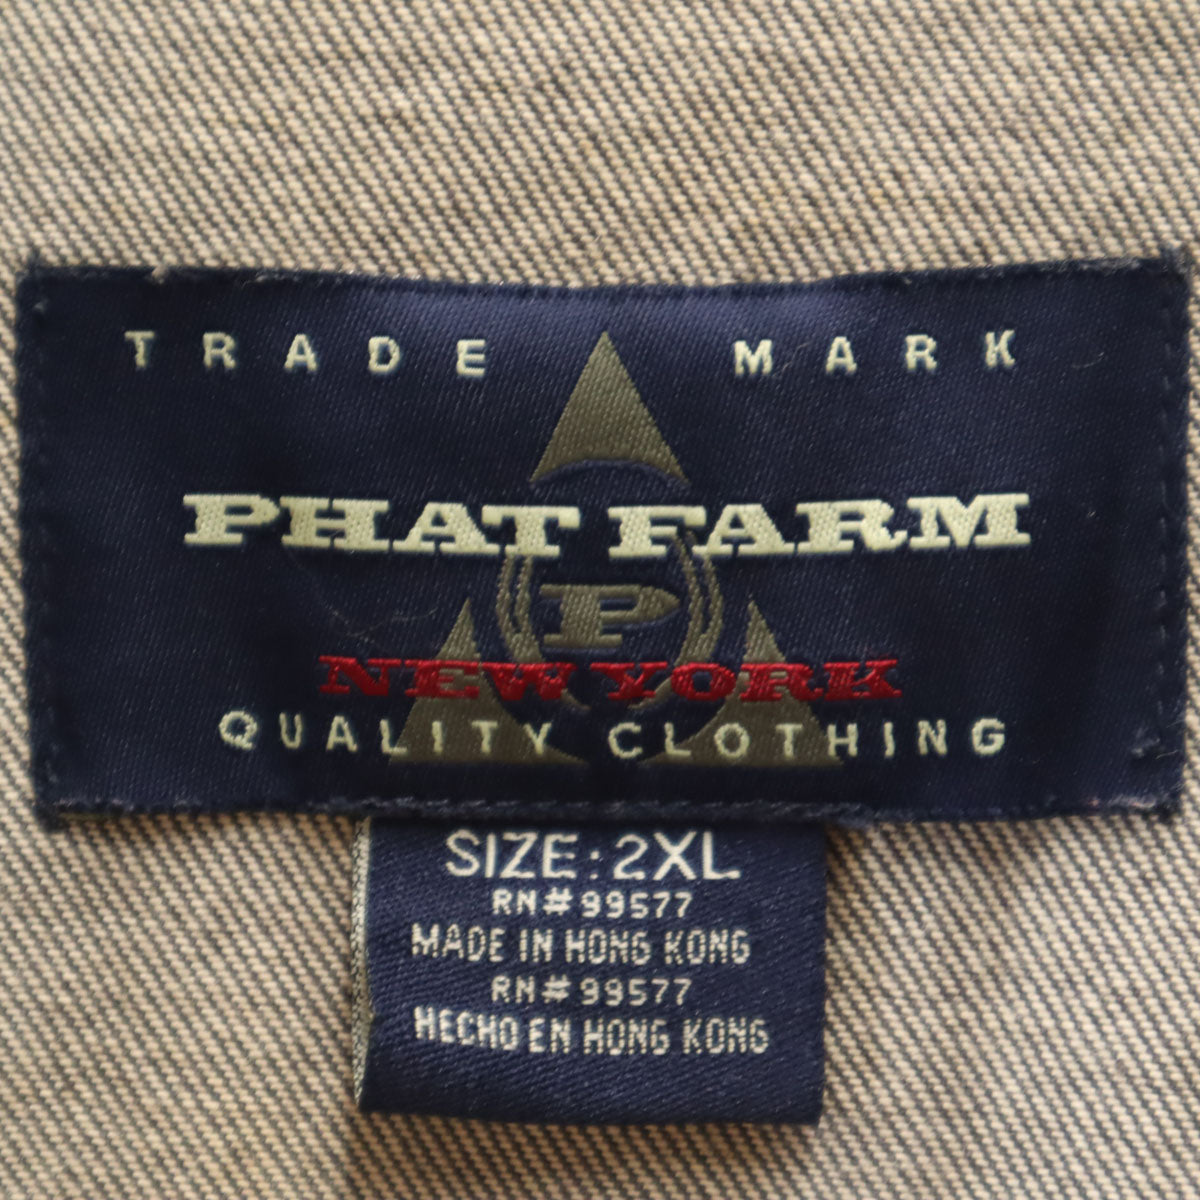 TRADE MARK
PHAT FARM
P
NEW YORK
QUALITY CLOTHING
SIZE: 2XL
RN# 99577
MADE IN HONG KONG
RN# 99577
HECHO EN HONG KONG